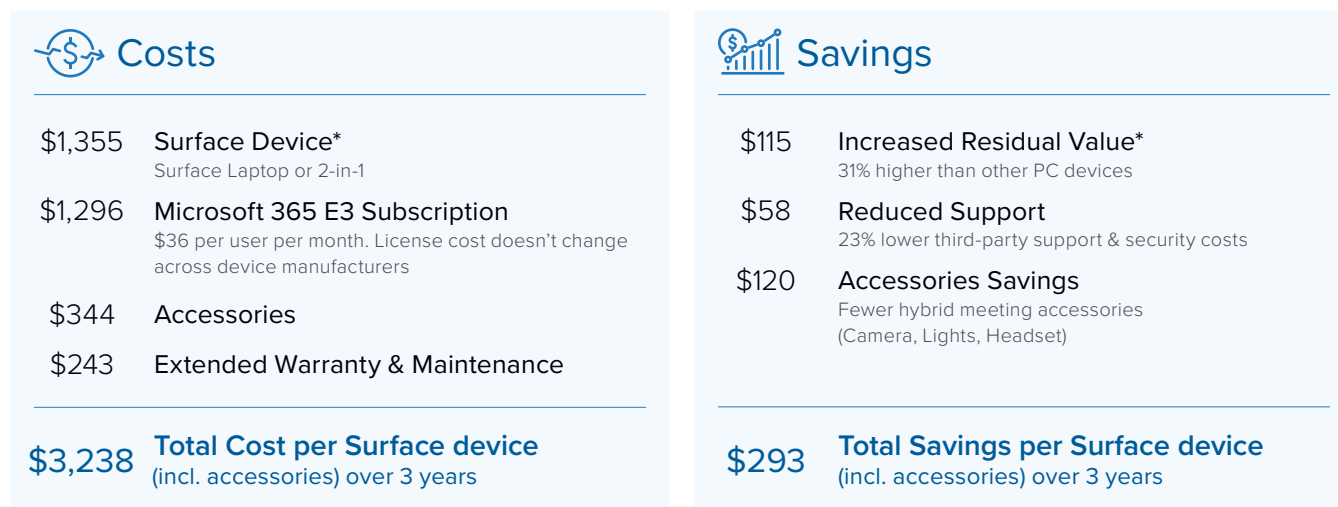 Costs
$1,355 Surface Device*
Surface Laptop or 2-in-1
$1,296 Microsoft 365 E3 Subscription
$36 per user per month. License cost doesn’t change
across device manufacturers
$344 Accessories
$243 Extended Warranty & Maintenance
$3,238 Total Cost per Surface device
(incl. accessories) over 3 years
Savings
$115 Increased Residual Value*
31% higher than other PC devices
$58 Reduced Support
23% lower third-party support & security costs
$120 Accessories Savings
Fewer hybrid meeting accessories
(Camera, Lights, Headset)
$293 Total Savings per Surface device
(incl. accessories) over 3 years